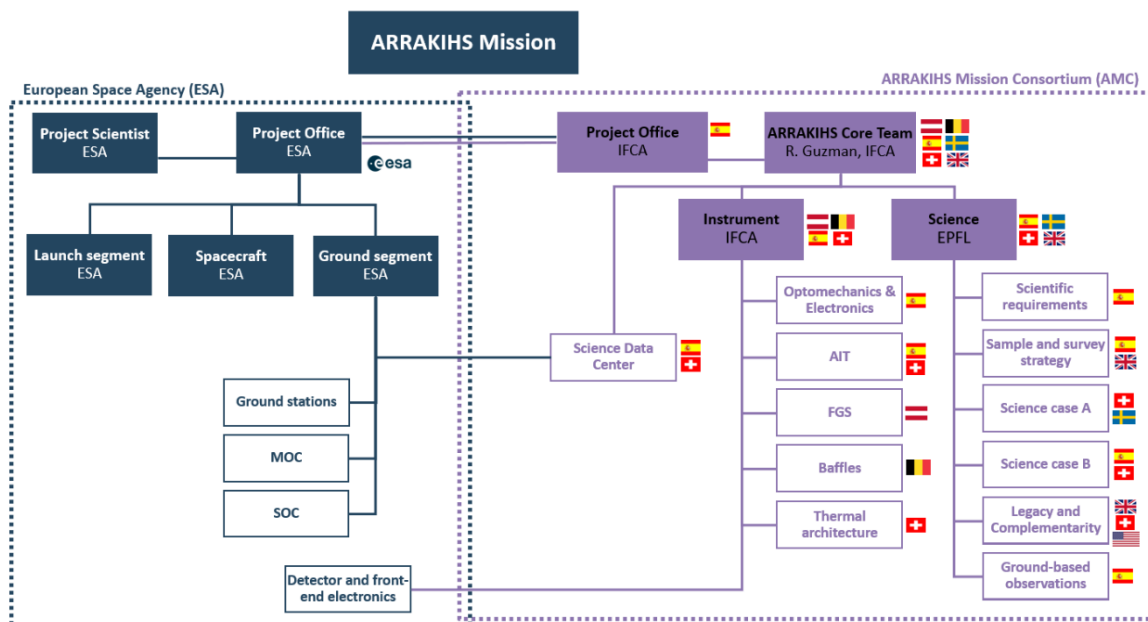 ARRAKIHS Mission
European Space Agency (ESA)
ARRAKIHS Mission Consortium (AMC)
Project Scientist
ESA
Project Office
ESA
esa
Project Office
IFCA
ARRAKIHS Core Team
R. Guzman, IFCA
Launch segment
ESA
Spacecraft
ESA
Ground segment
ESA
Instrument
IFCA
Science
EPFL
Science Data
Center
Ground stations
MOC
SOC
Detector and front-
end electronics
Optomechanics &
Electronics
AIT
FGS
Baffles
Thermal
architecture
Scientific
requirements
Sample and survey
strategy
Science case A
Science case B
Legacy and
Complementarity
Ground-based
observations